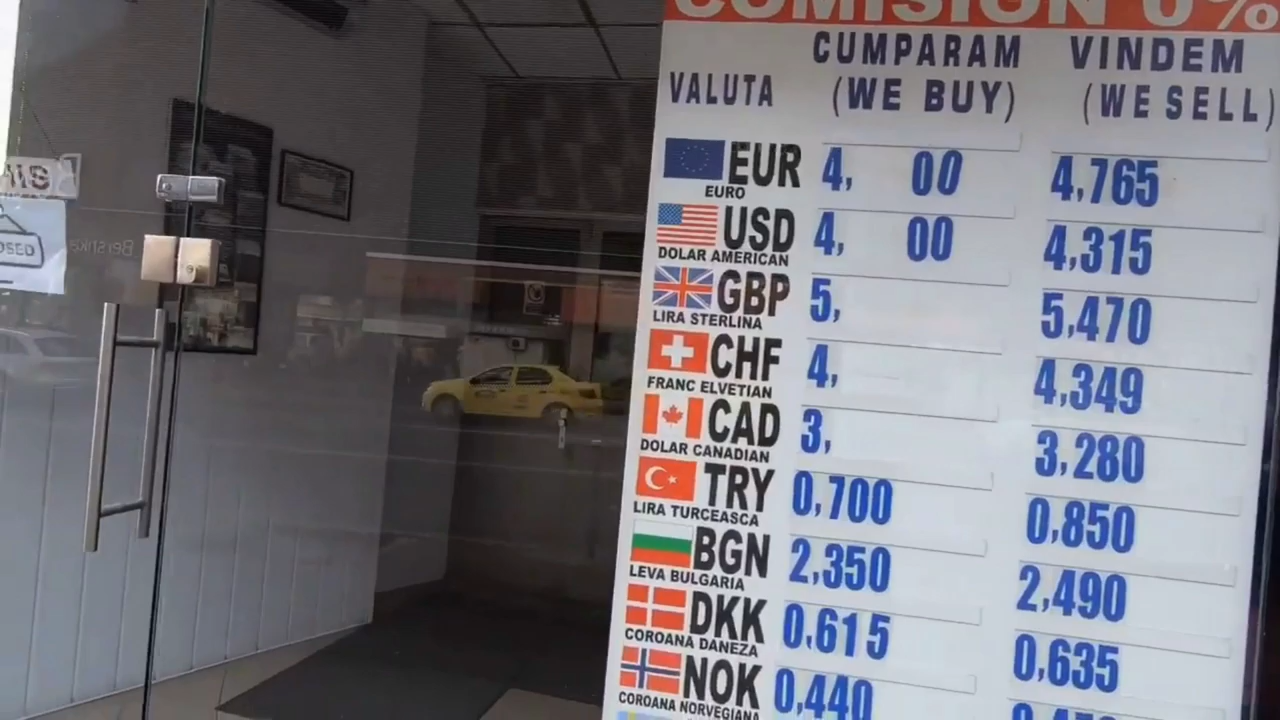 COMISION 0%
VALUTA CUMPARAM (WE BUY) VINDEM (WE SELL)
EUR 4, 00 4,765
EURO
USD 4, 00 4,315
DOLAR AMERICAN
GBP 5, 5,470
LIRA STERLINA
CHF 4, 4,349
FRANC ELVETIAN
CAD 3, 3,280
DOLAR CANADIAN
TRY 0,700 0,850
LIRA TURCEASCA
BGN 2,350 2,490
LEVA BULGARIA
DKK 0.615 0,635
COROANA DANEZA
NOK 0,440
COROANA NORVEGIANA
Bershka